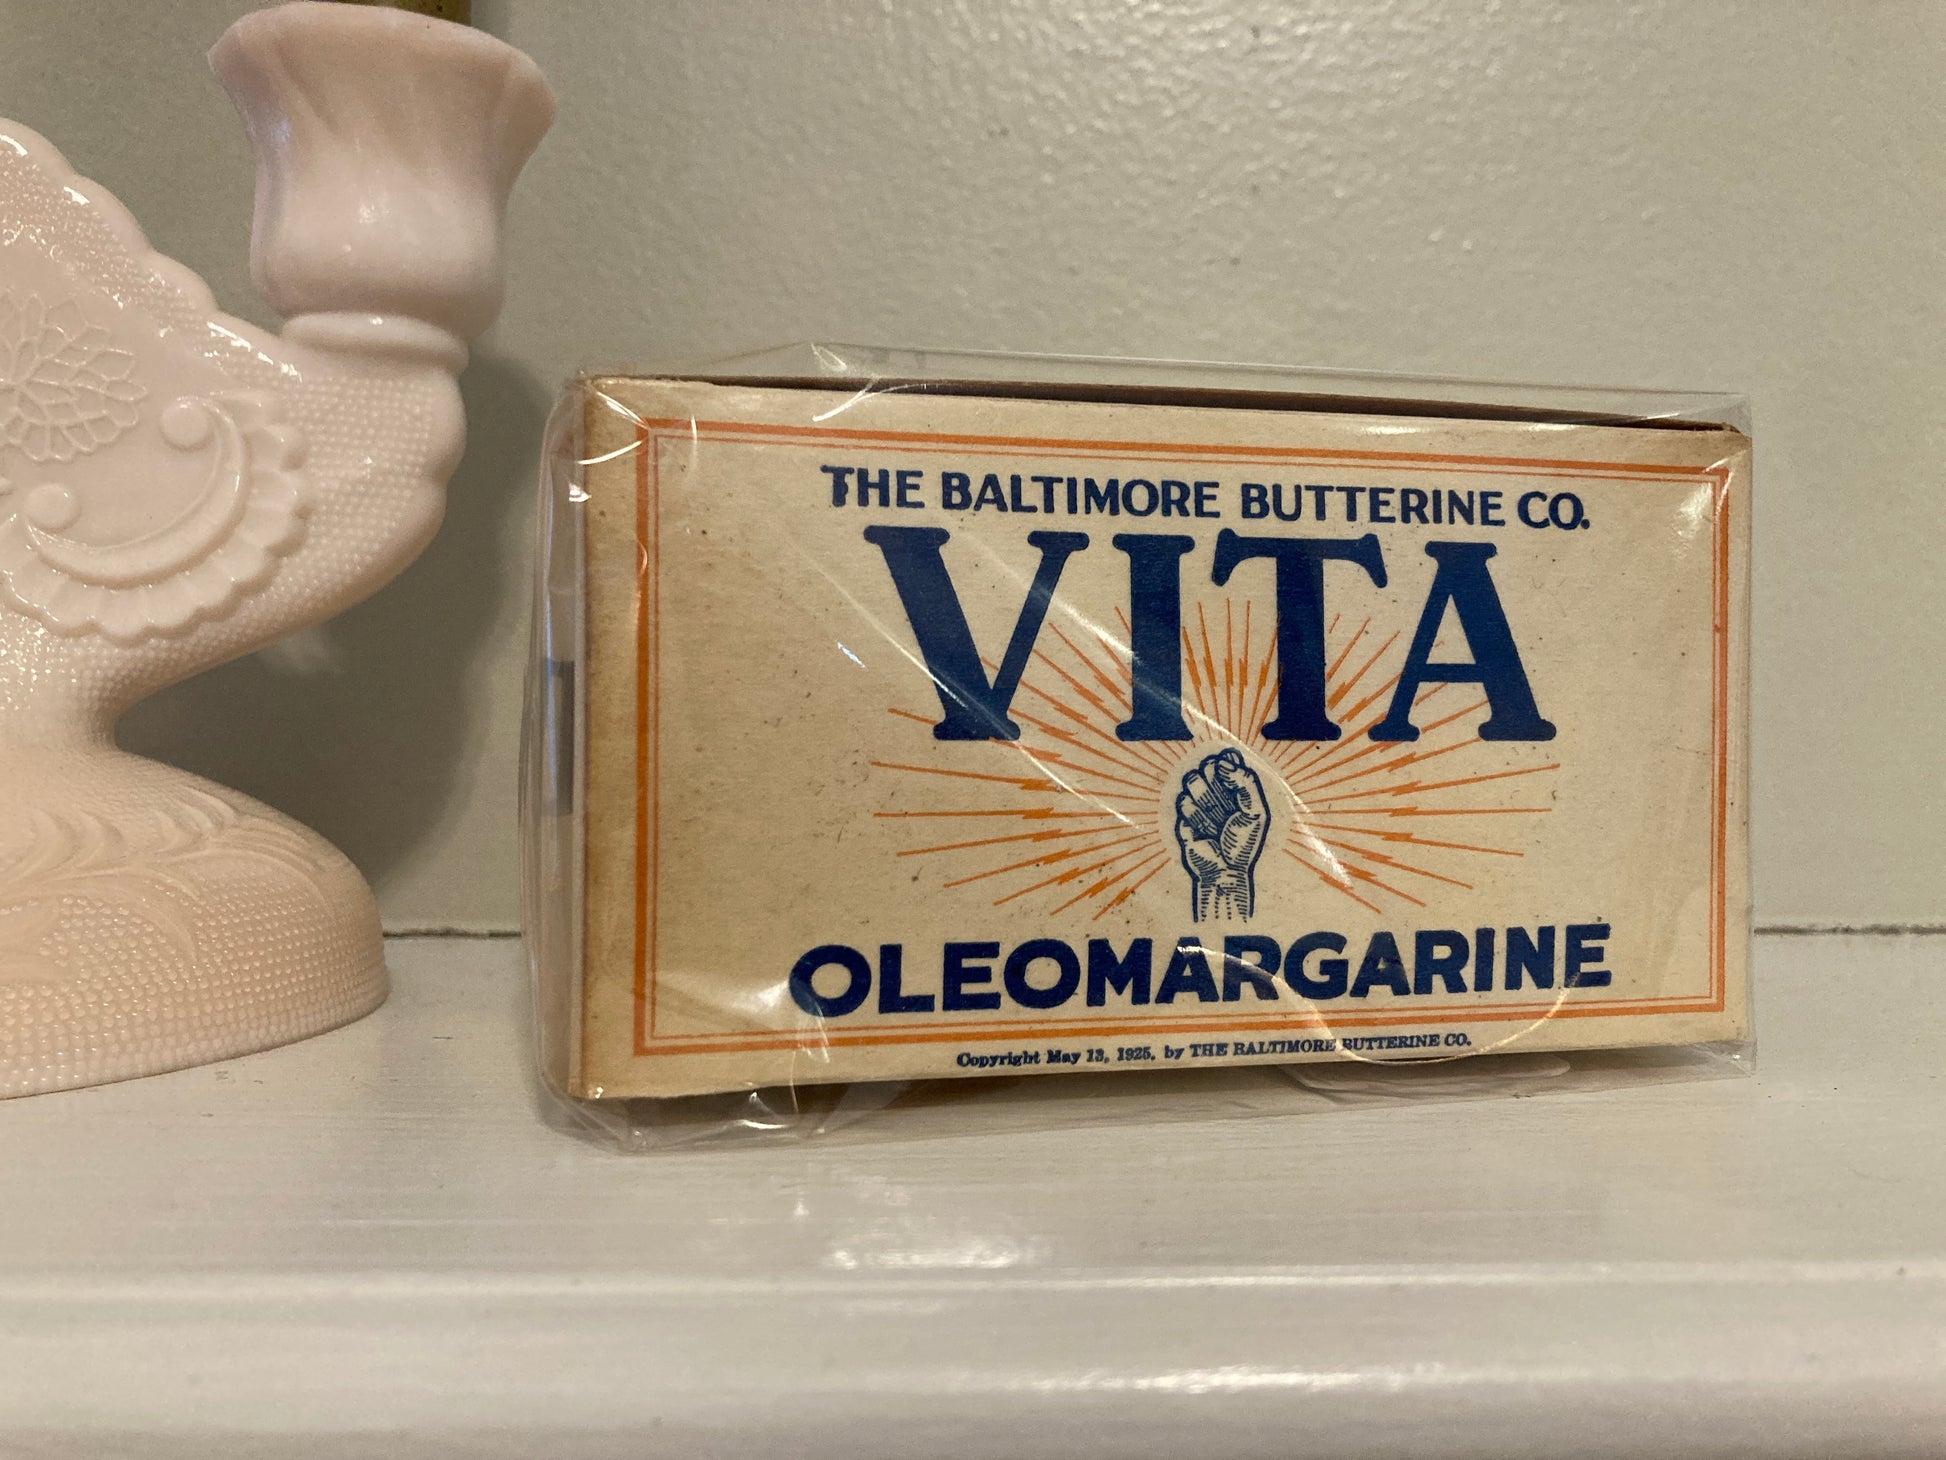 THE BALTIMORE BUTTERINE CO.
VITA
OLEOMARGARINE
Copyright May 13, 1925, by THE BALTIMORE BUTTERINE CO.